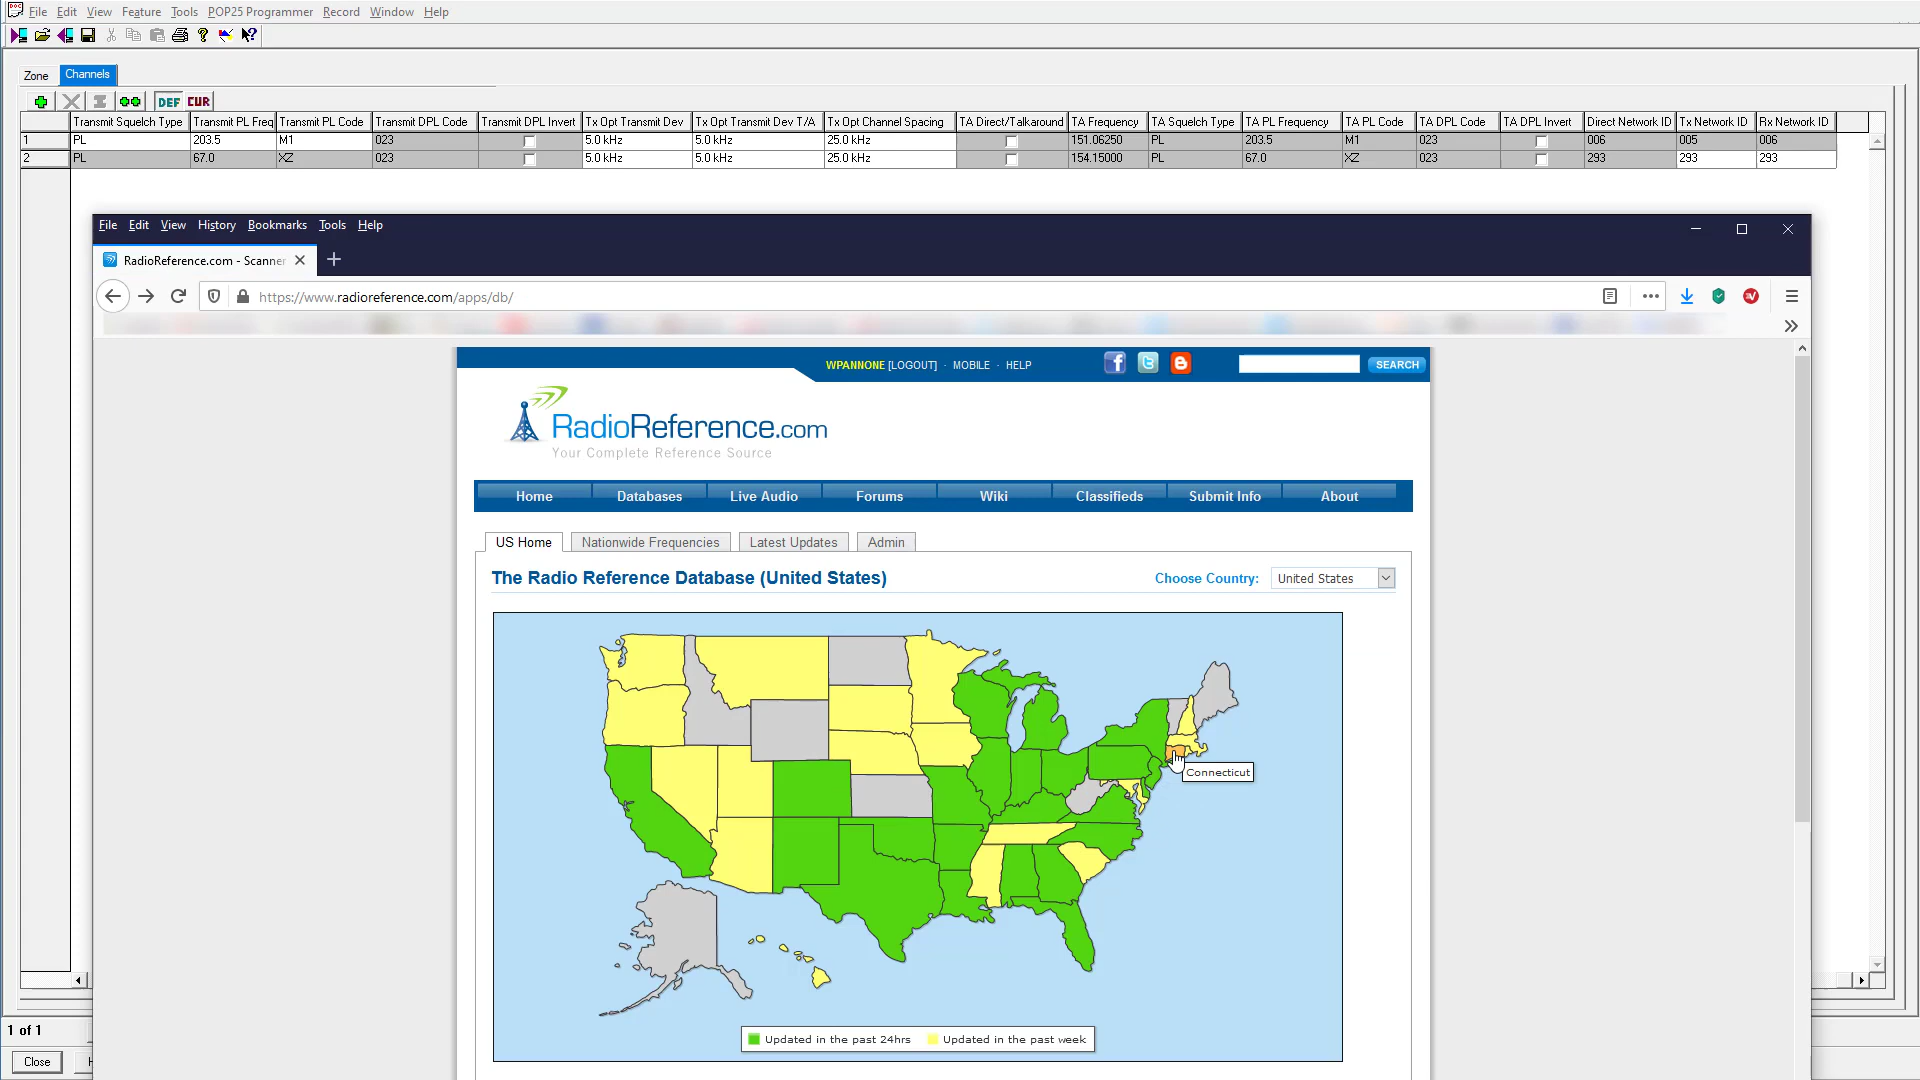 File Edit View Feature Tools POP25 Programmer Record Window Help
Zone Channels
DEF CUR
Transmit Squelch Type Transmit PL Freq Transmit PL Code Transmit DPL Code Transmit DPL Invert Tx Opt Transmit Dev Tx Opt Transmit Dev T/A Tx Opt Channel Spacing TA Direct/Talkaround TA Frequency TA Squelch Type TA PL Frequency TA PL Code TA DPL Code TA DPL Invert Direct Network ID Tx Network ID Rx Network ID
1 PL 203.5 M1 023 5.0 kHz 5.0 kHz 25.0 kHz 151.06250 PL 203.5 M1 023 006 005 006
2 PL 67.0 XZ 023 5.0 kHz 5.0 kHz 25.0 kHz 154.15000 PL 67.0 XZ 023 293 293 293
File Edit View History Bookmarks Tools Help
RadioReference.com - Scanner
https://www.radioreference.com/apps/db/
WPANNONE [LOGOUT] · MOBILE · HELP
SEARCH
RadioReference.com
Your Complete Reference Source
Home Databases Live Audio Forums Wiki Classifieds Submit Info About
US Home Nationwide Frequencies Latest Updates Admin
The Radio Reference Database (United States) Choose Country: United States
Connecticut
Updated in the past 24hrs Updated in the past week
1 of 1
Close H